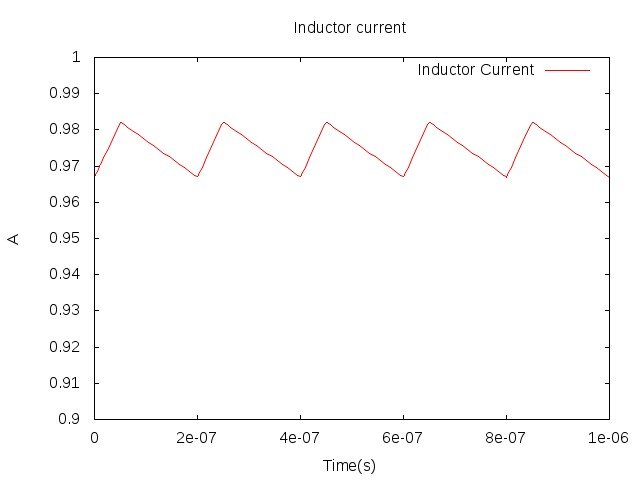 Inductor current
Inductor Current
1
0.99
0.98
0.97
0.96
0.95
0.94
0.93
0.92
0.91
0.9
A
0
2e-07
4e-07
6e-07
8e-07
1e-06
Time(s)